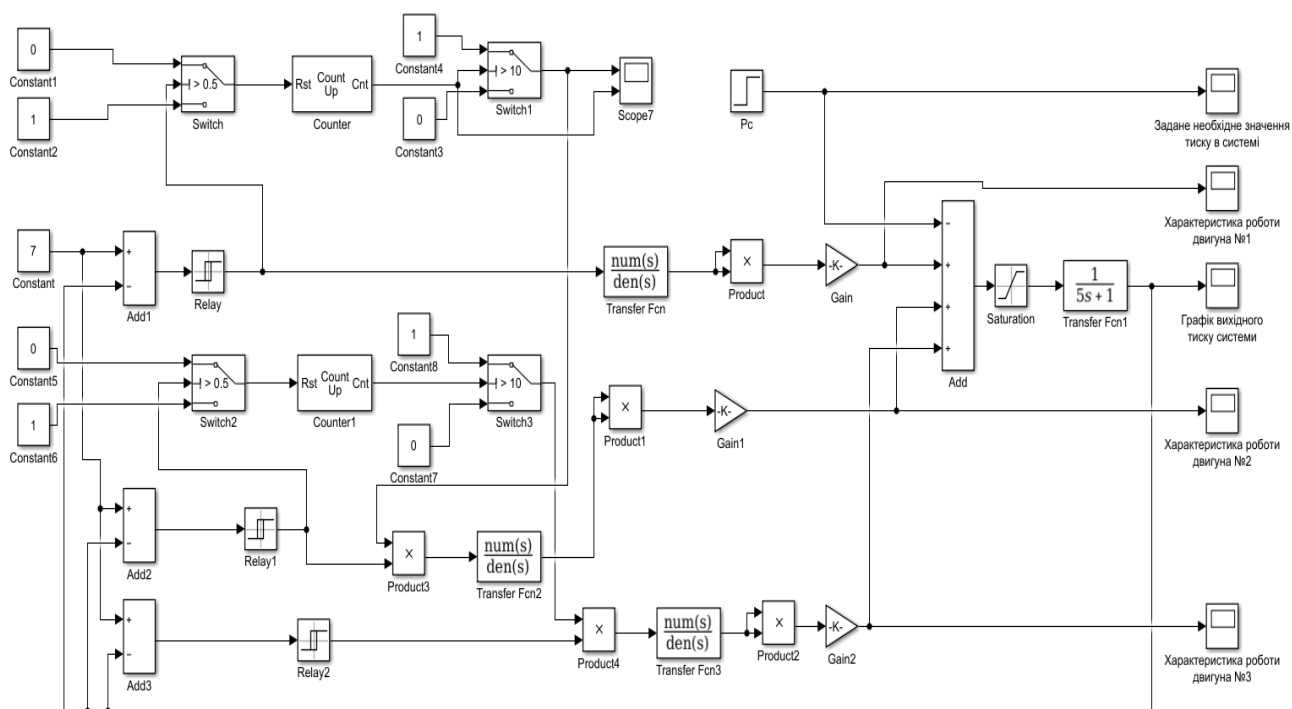 0
Constant1
1
Constant2
> 0.5
Switch
Rst
Count
Up
Cnt
Counter
1
Constant4
0
Constant3
> 10
Switch1
Scope7
Pc
Задане необхідне значення
тиску в системі
Характеристика роботи
двигуна №1
7
Constant
+
−
Add1
Relay
num(s)
den(s)
Transfer Fcn
×
Product
-K-
Gain
−
+
+
+
Add
Saturation
1
5s + 1
Transfer Fcn1
Графік вихідного
тиску системи
0
Constant5
1
Constant6
> 0.5
Switch2
Rst
Count
Up
Cnt
Counter1
1
Constant8
0
Constant7
> 10
Switch3
×
Product1
-K-
Gain1
Характеристика роботи
двигуна №2
+
−
Add2
Relay1
×
Product3
num(s)
den(s)
Transfer Fcn2
+
−
Add3
Relay2
×
Product4
num(s)
den(s)
Transfer Fcn3
×
Product2
-K-
Gain2
Характеристика роботи
двигуна №3